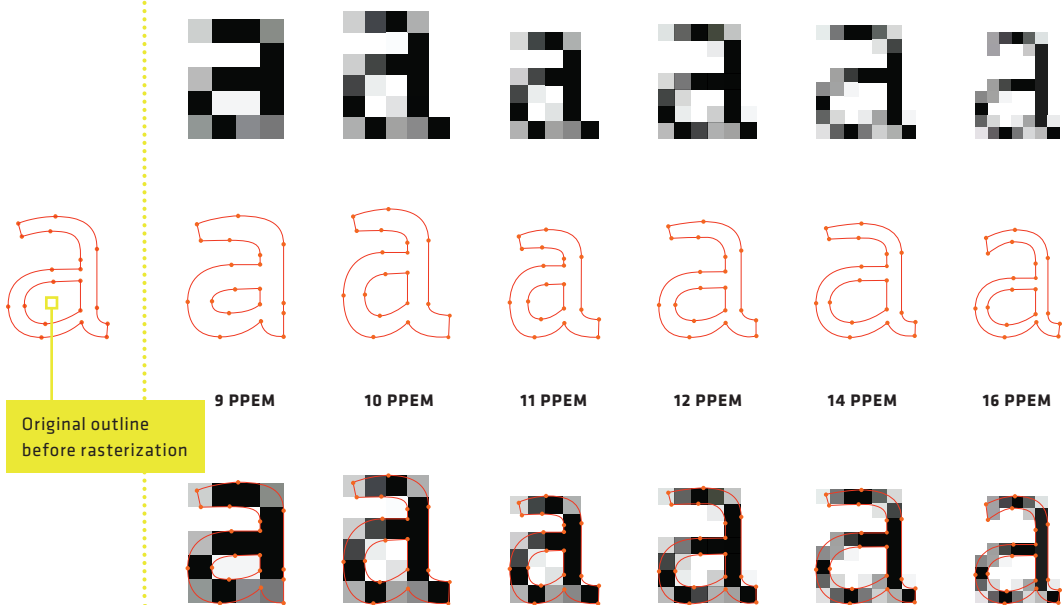 9 PPEM 10 PPEM 11 PPEM 12 PPEM 14 PPEM 16 PPEM
Original outline
before rasterization